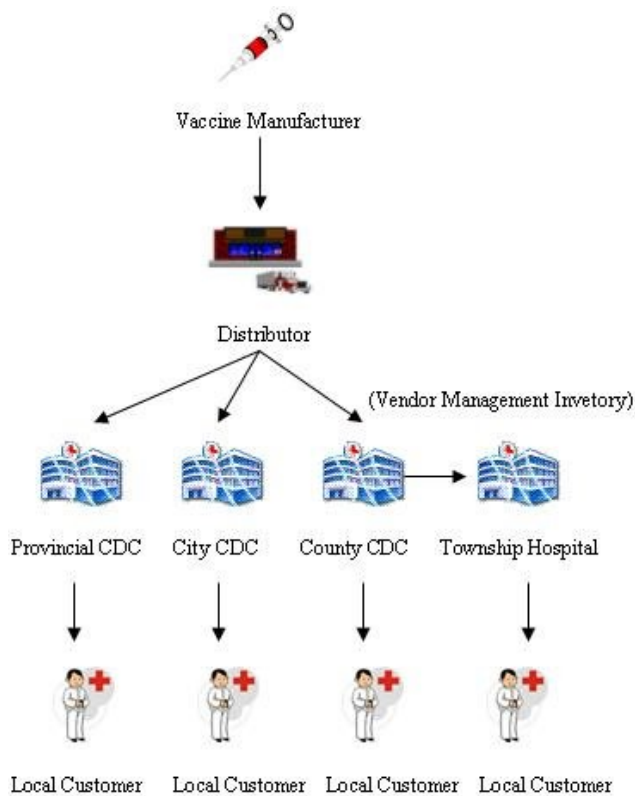 Vaccine Manufacturer
Distributor
(Vendor Management Invetory)
Provincial CDC
City CDC
County CDC
Township Hospital
Local Customer
Local Customer
Local Customer
Local Customer